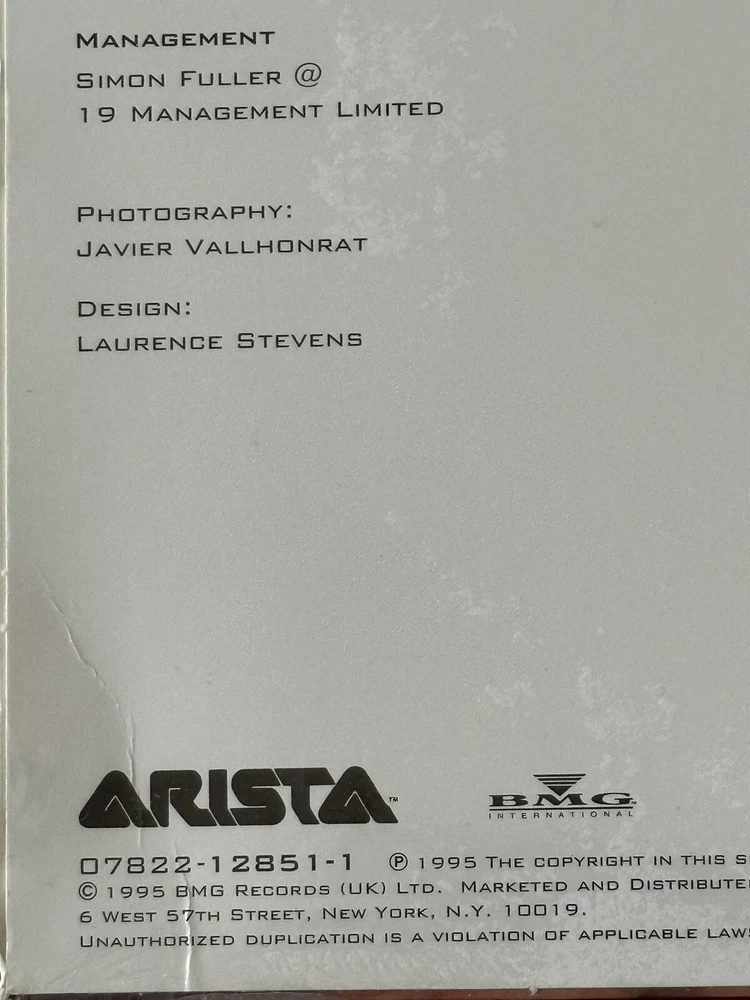 MANAGEMENT
SIMON FULLER @
19 MANAGEMENT LIMITED
PHOTOGRAPHY:
JAVIER VALLHONRAT
DESIGN:
LAURENCE STEVENS
ARISTA™
BMG
INTERNATIONAL
07822-12851-1 ℗ 1995 THE COPYRIGHT IN THIS
© 1995 BMG RECORDS (UK) LTD. MARKETED AND DISTRIBUTE
6 WEST 57TH STREET, NEW YORK, N.Y. 10019.
UNAUTHORIZED DUPLICATION IS A VIOLATION OF APPLICABLE LAW